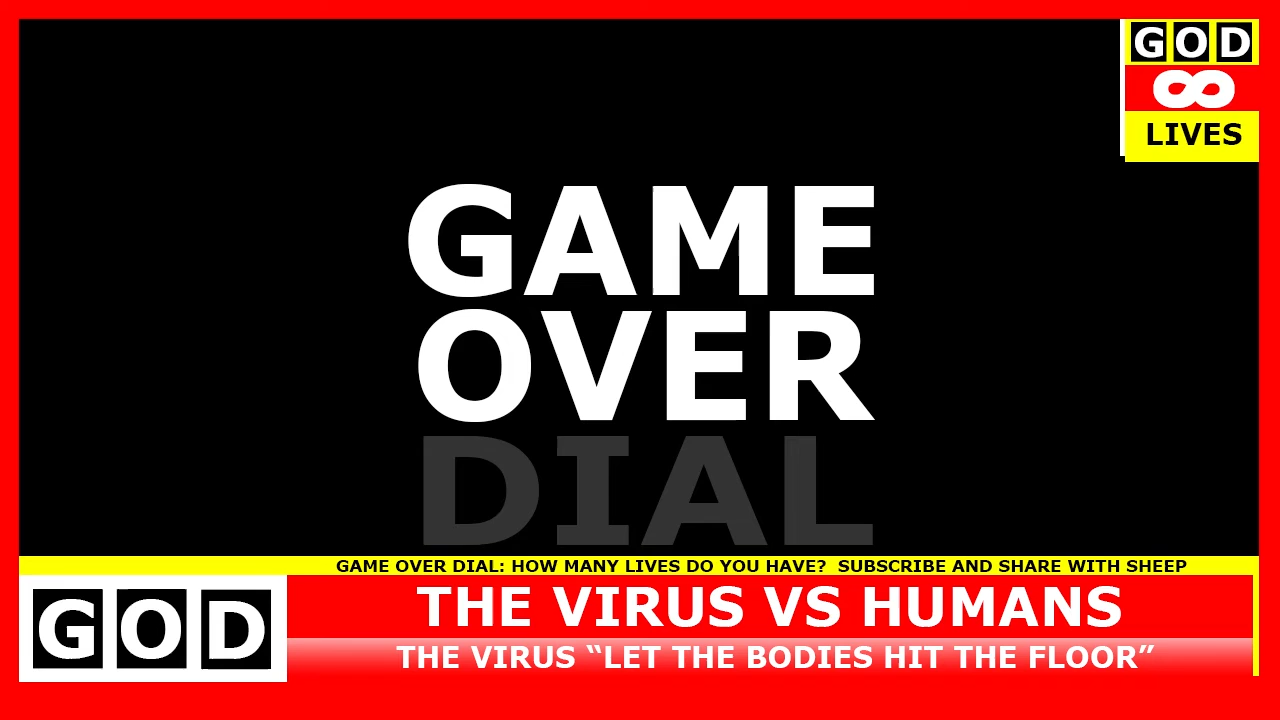 GOD
∞
LIVES
GAME
OVER
DIAL
GAME OVER DIAL: HOW MANY LIVES DO YOU HAVE?  SUBSCRIBE AND SHARE WITH SHEEP
GOD
THE VIRUS VS HUMANS
THE VIRUS “LET THE BODIES HIT THE FLOOR”